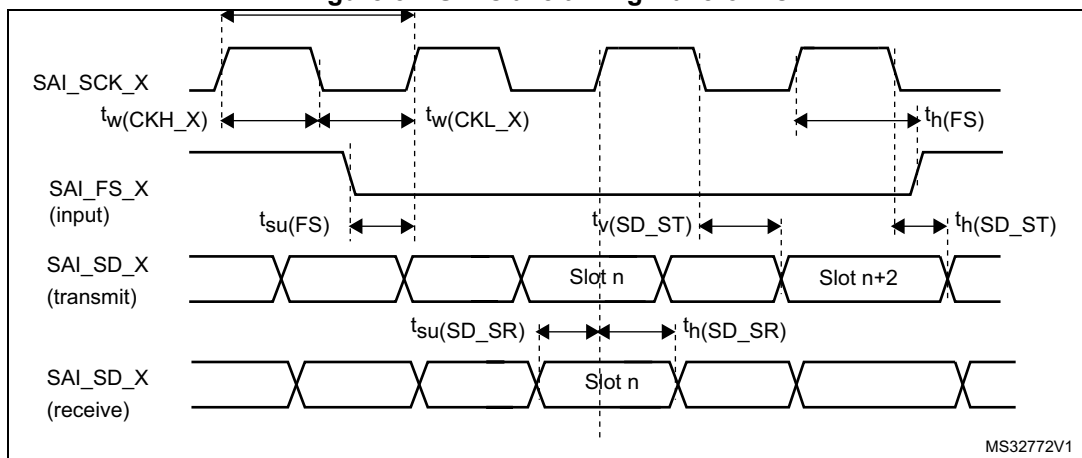 SAI_SCK_X
tw(CKH_X)
tw(CKL_X)
th(FS)
SAI_FS_X
(input)
tsu(FS)
tv(SD_ST)
th(SD_ST)
SAI_SD_X
(transmit)
Slot n
Slot n+2
tsu(SD_SR)
th(SD_SR)
SAI_SD_X
(receive)
Slot n
MS32772V1